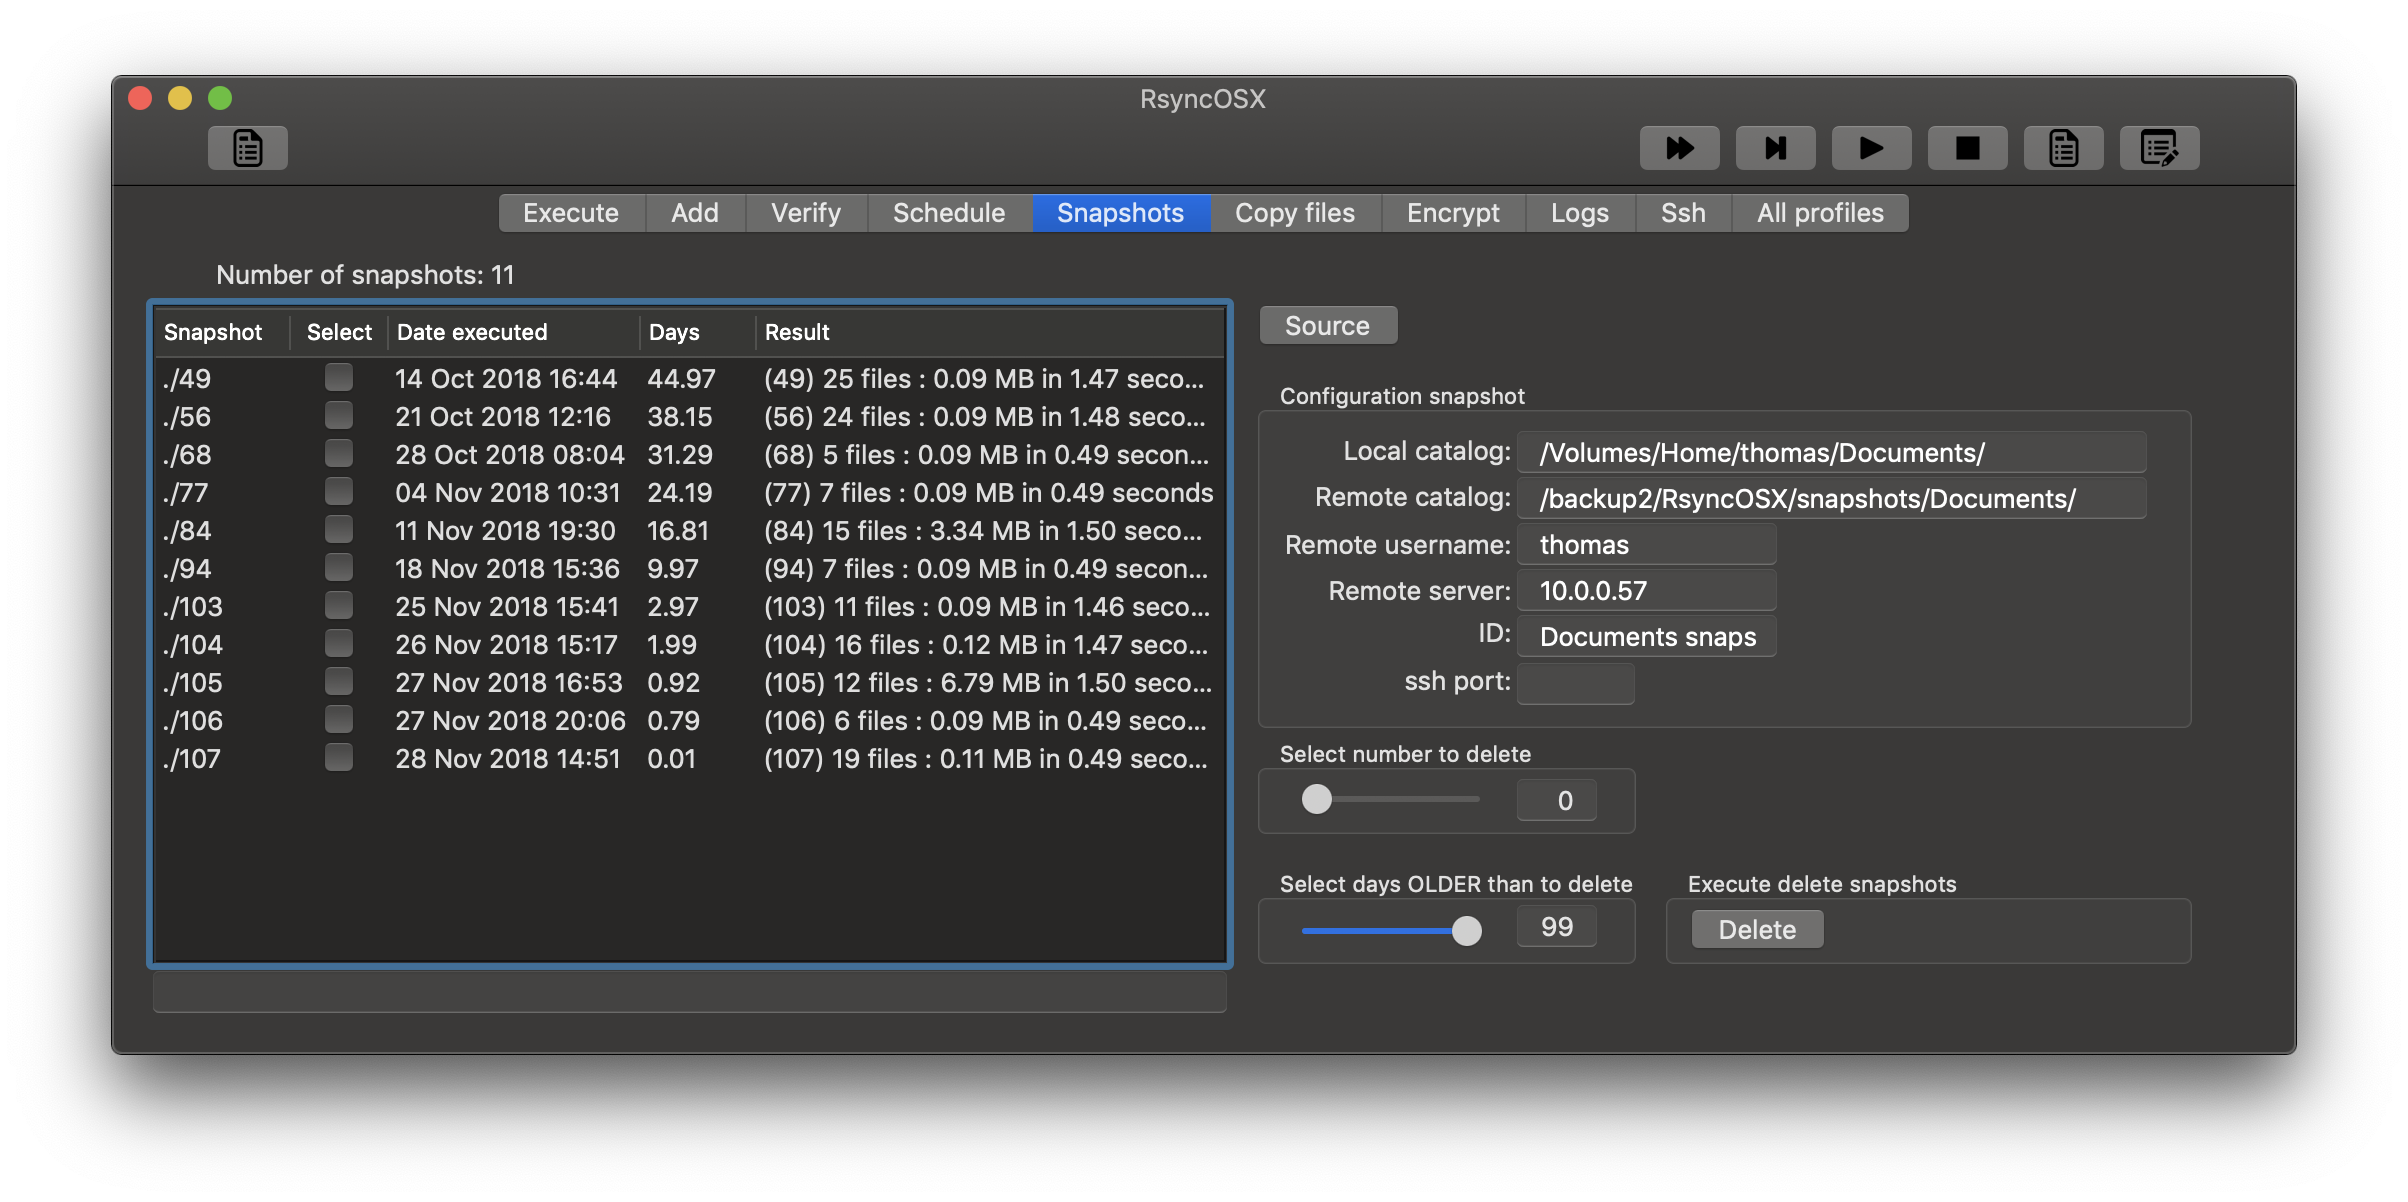 RsyncOSX
Execute Add Verify Schedule Snapshots Copy files Encrypt Logs Ssh All profiles
Number of snapshots: 11
Snapshot Select Date executed Days Result
./49 14 Oct 2018 16:44 44.97 (49) 25 files : 0.09 MB in 1.47 seco...
./56 21 Oct 2018 12:16 38.15 (56) 24 files : 0.09 MB in 1.48 seco...
./68 28 Oct 2018 08:04 31.29 (68) 5 files : 0.09 MB in 0.49 secon...
./77 04 Nov 2018 10:31 24.19 (77) 7 files : 0.09 MB in 0.49 seconds
./84 11 Nov 2018 19:30 16.81 (84) 15 files : 3.34 MB in 1.50 seco...
./94 18 Nov 2018 15:36 9.97 (94) 7 files : 0.09 MB in 0.49 secon...
./103 25 Nov 2018 15:41 2.97 (103) 11 files : 0.09 MB in 1.46 seco...
./104 26 Nov 2018 15:17 1.99 (104) 16 files : 0.12 MB in 1.47 seco...
./105 27 Nov 2018 16:53 0.92 (105) 12 files : 6.79 MB in 1.50 seco...
./106 27 Nov 2018 20:06 0.79 (106) 6 files : 0.09 MB in 0.49 seco...
./107 28 Nov 2018 14:51 0.01 (107) 19 files : 0.11 MB in 0.49 seco...
Source
Configuration snapshot
Local catalog: /Volumes/Home/thomas/Documents/
Remote catalog: /backup2/RsyncOSX/snapshots/Documents/
Remote username: thomas
Remote server: 10.0.0.57
ID: Documents snaps
ssh port:
Select number to delete
0
Select days OLDER than to delete
99
Execute delete snapshots
Delete